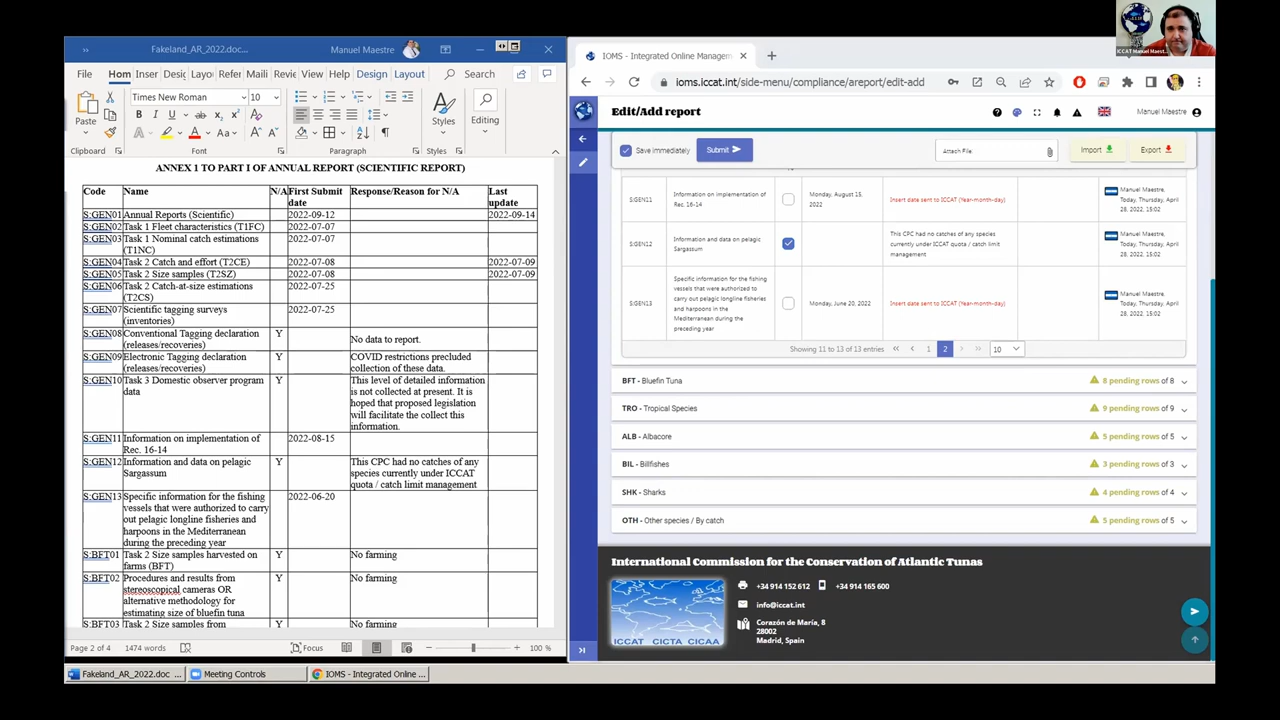 Fakeland_AR_2022.doc...
Manuel Maestre
File
Home
Inser
Desig
Layou
Refer
Maili
Revie
View
Help
Design
Layout
Search
Paste
Times New Roman
10
Styles
Editing
Clipboard
Font
Paragraph
Styles
ANNEX 1 TO PART I OF ANNUAL REPORT (SCIENTIFIC REPORT)
Code
Name
N/A
First Submit
date
Response/Reason for N/A
Last
update
S:GEN01
Annual Reports (Scientific)
2022-09-12
2022-09-14
S:GEN02
Task 1 Fleet characteristics (T1FC)
2022-07-07
S:GEN03
Task 1 Nominal catch estimations
(T1NC)
2022-07-07
S:GEN04
Task 2 Catch and effort (T2CE)
2022-07-08
2022-07-09
S:GEN05
Task 2 Size samples (T2SZ)
2022-07-08
2022-07-09
S:GEN06
Task 2 Catch-at-size estimations
(T2CS)
2022-07-25
S:GEN07
Scientific tagging surveys
(inventories)
2022-07-25
S:GEN08
Conventional Tagging declaration
(releases/recoveries)
Y
No data to report.
S:GEN09
Electronic Tagging declaration
(releases/recoveries)
Y
COVID restrictions precluded
collection of these data.
S:GEN10
Task 3 Domestic observer program
data
Y
This level of detailed information
is not collected at present. It is
hoped that proposed legislation
will facilitate the collect this
information.
S:GEN11
Information on implementation of
Rec. 16-14
2022-08-15
S:GEN12
Information and data on pelagic
Sargassum
Y
This CPC had no catches of any
species currently under ICCAT
quota / catch limit management
S:GEN13
Specific information for the fishing
vessels that were authorized to carry
out pelagic longline fisheries and
harpoons in the Mediterranean
during the preceding year
2022-06-20
S:BFT01
Task 2 Size samples harvested on
farms (BFT)
Y
No farming
S:BFT02
Procedures and results from
stereoscopical cameras OR
alternative methodology for
estimating size of bluefin tuna
Y
No farming
S:BFT03
Task 2 Size samples from
Y
No farming
Page 2 of 4
1474 words
Focus
100 %
IOMS - Integrated Online Managem
ioms.iccat.int/side-menu/compliance/areport/edit-add
Edit/Add report
Manuel Maestre
Save immediately
Submit
Attach File.
Import
Export
S:GEN11
Information on implementation of
Rec. 16-14
Monday, August 15,
2022
Insert date sent to ICCAT (Year-month-day)
Manuel Maestre,
Today, Thursday, April
28, 2022, 15:02
S:GEN12
Information and data on pelagic
Sargassum
This CPC had no catches of any species
currently under ICCAT quota / catch limit
management
Manuel Maestre,
Today, Thursday, April
28, 2022, 15:02
S:GEN13
Specific information for the fishing
vessels that were authorized to
carry out pelagic longline fisheries
and harpoons in the
Mediterranean during the
preceding year
Monday, June 20, 2022
Insert date sent to ICCAT (Year-month-day)
Manuel Maestre,
Today, Thursday, April
28, 2022, 15:02
Showing 11 to 13 of 13 entries
1
2
10
BFT - Bluefin Tuna
8 pending rows of 8
TRO - Tropical Species
9 pending rows of 9
ALB - Albacore
5 pending rows of 5
BIL - Billfishes
3 pending rows of 3
SHK - Sharks
4 pending rows of 4
OTH - Other species / By catch
5 pending rows of 5
International Commission for the Conservation of Atlantic Tunas
ICCAT CICTA CICAA
+34 914 152 612
+34 914 165 600
info@iccat.int
Corazón de María, 8
28002
Madrid, Spain
Fakeland_AR_2022.doc ...
Meeting Controls
IOMS - Integrated Online ...
ICCAT Manuel Maest...